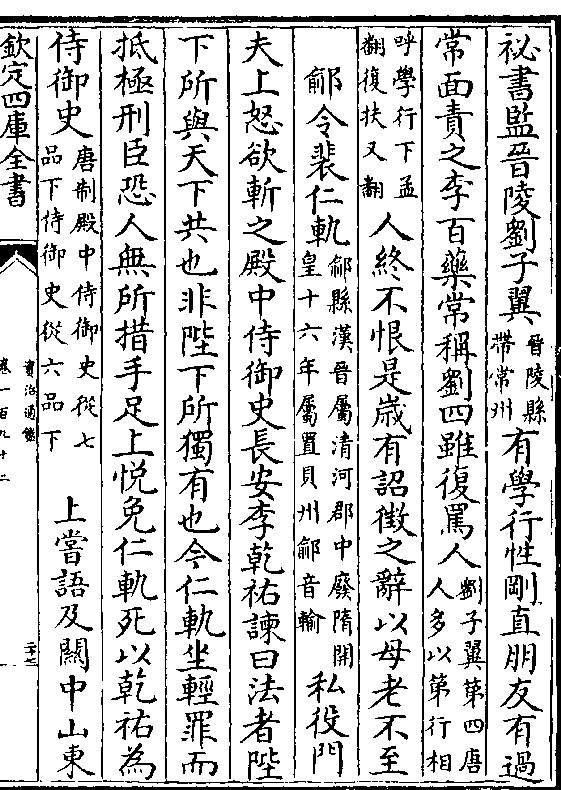 祕書監晉陵劉子翼晉陵縣帶常州有學行性剛直朋友有過
常面責之李百藥常稱劉四雖復罵人劉子翼第四唐人多以第行相
呼學行下孟翻復扶又翻人終不恨是歲有詔徴之辭以母老不至
鄃令裴仁軌鄃縣漢晉屬清河郡中廢隋開皇十六年屬置貝州鄃音輸私役門
夫上怒欲斬之殿中侍御史長安李乾祐諫曰法者陛
下所與天下共也非陛下所獨有也今仁軌坐輕罪而
抵極刑臣恐人無所措手足上悅免仁軌死以乾祐為
侍御史唐制殿中侍御史從七品下侍御史從六品下上嘗語及關中山東
欽定四庫全書
資治通鑑
卷一百九十二